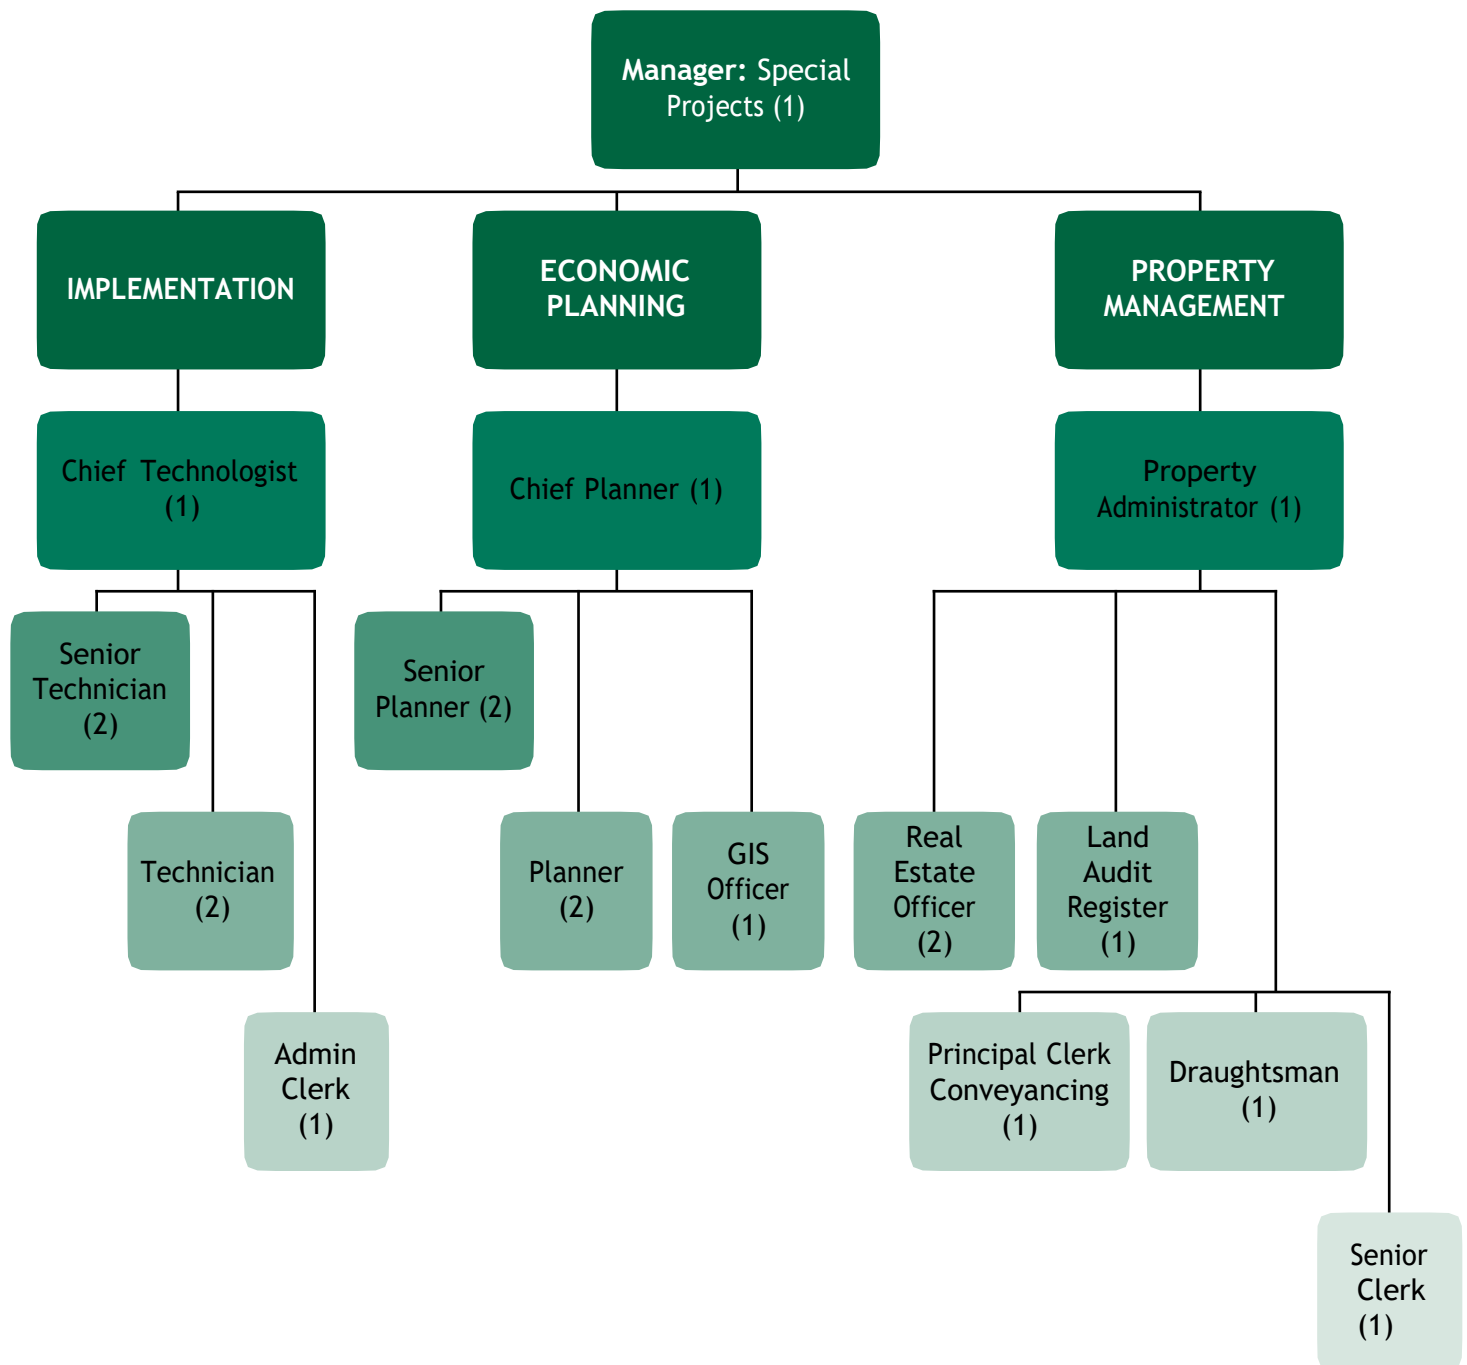 Manager: Special
Projects (1)
IMPLEMENTATION
ECONOMIC
PLANNING
PROPERTY
MANAGEMENT
Chief Technologist
(1)
Chief Planner (1)
Property
Administrator (1)
Senior
Technician
(2)
Senior
Planner (2)
Technician
(2)
Planner
(2)
GIS
Officer
(1)
Real
Estate
Officer
(2)
Land
Audit
Register
(1)
Admin
Clerk
(1)
Principal Clerk
Conveyancing
(1)
Draughtsman
(1)
Senior
Clerk
(1)